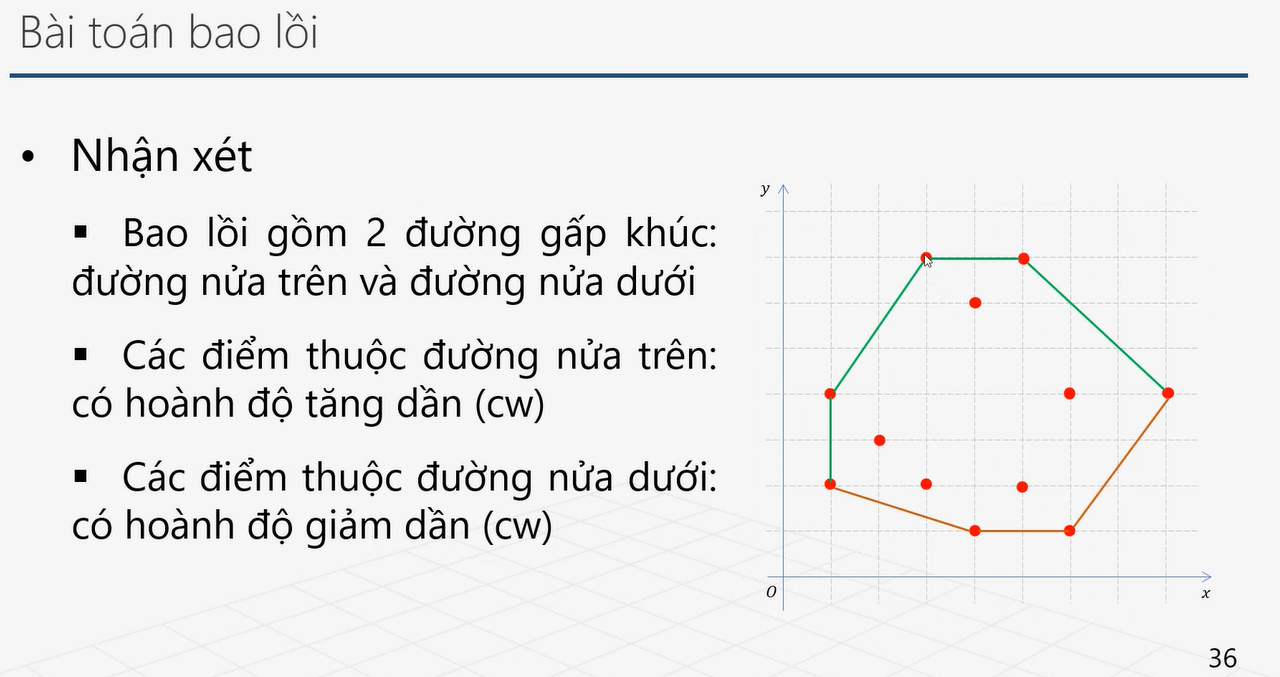 Bài toán bao lồi
• Nhận xét
▪ Bao lồi gồm 2 đường gấp khúc:
đường nửa trên và đường nửa dưới
▪ Các điểm thuộc đường nửa trên:
có hoành độ tăng dần (cw)
▪ Các điểm thuộc đường nửa dưới:
có hoành độ giảm dần (cw)
y
O
x
36